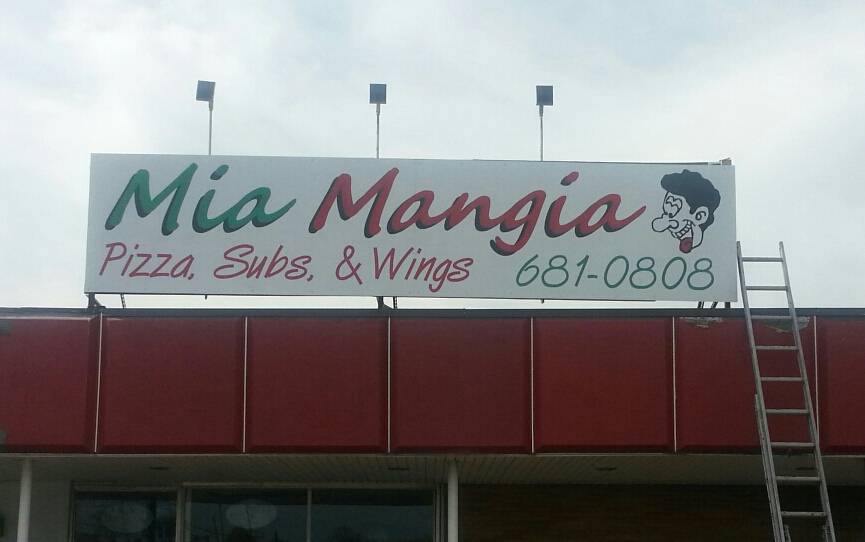 Mia Mangia
Pizza, Subs, & Wings 681-0808